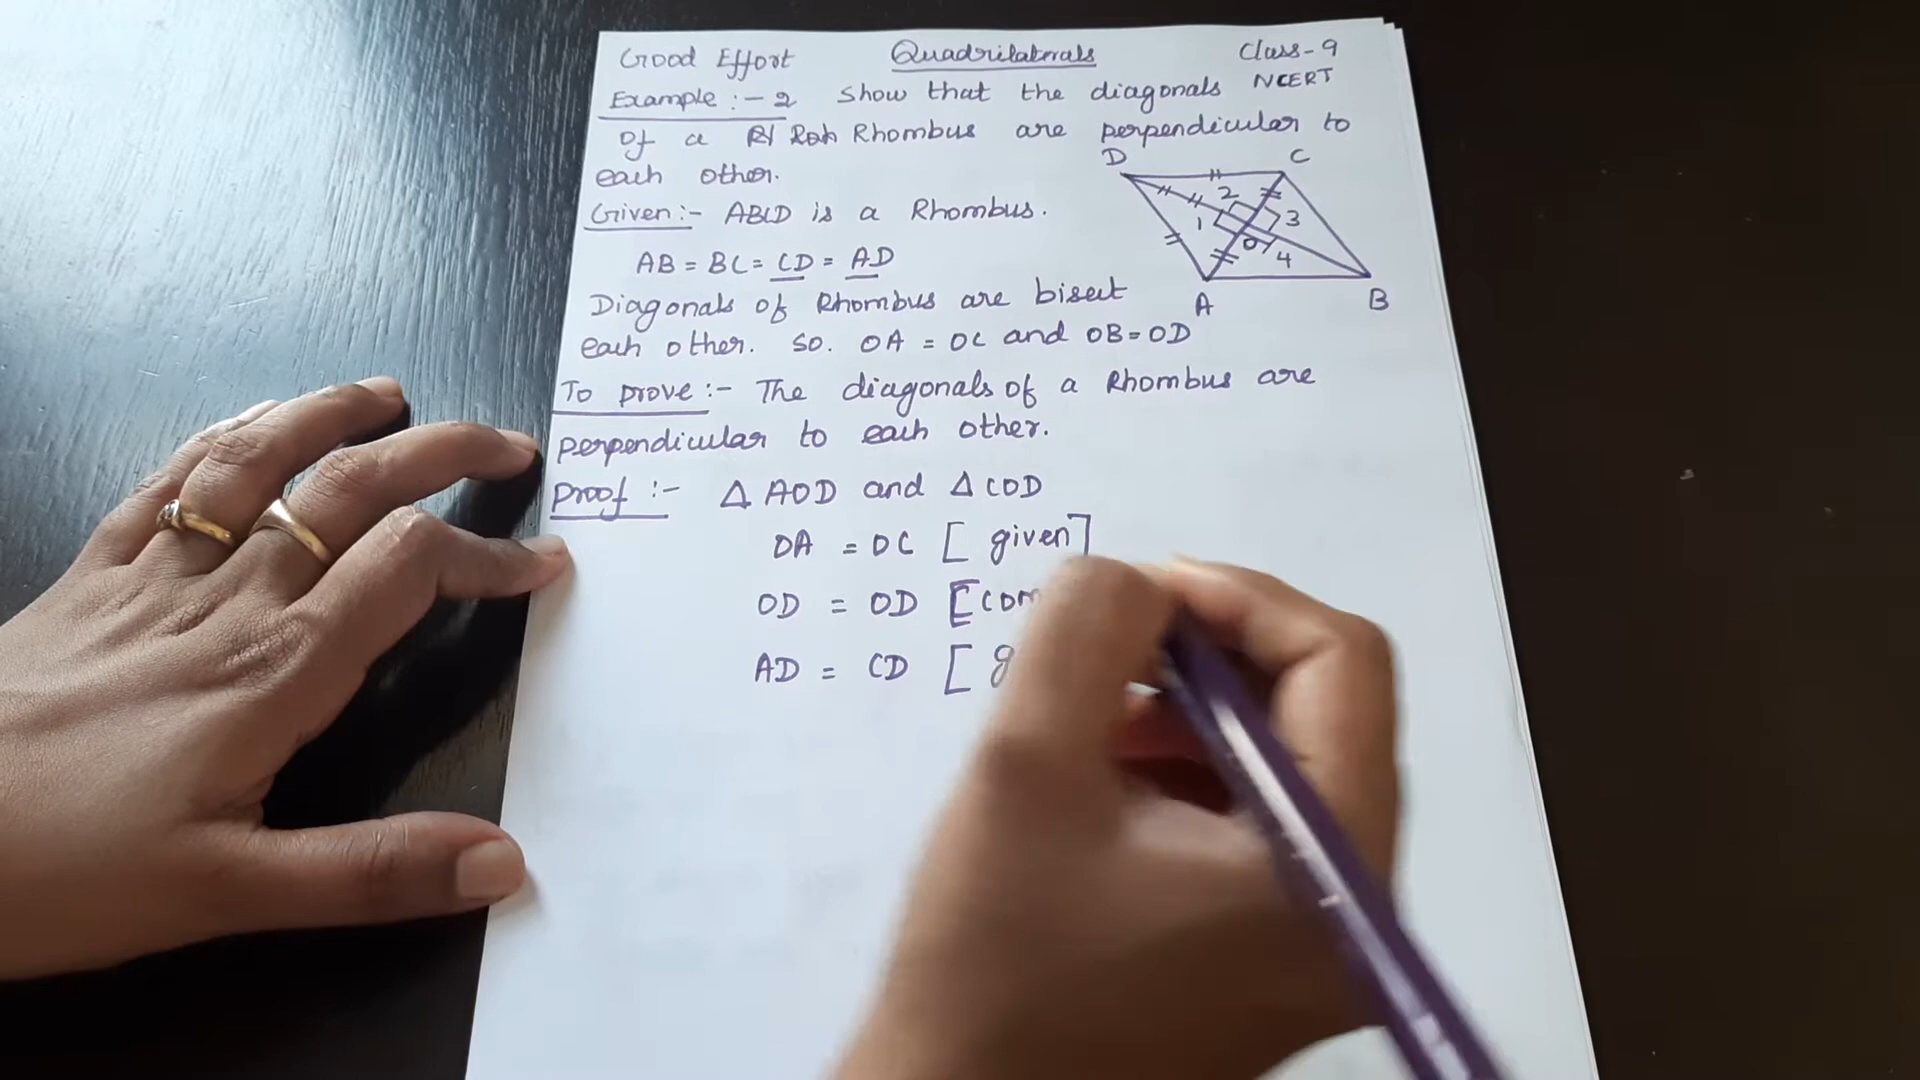 Good Effort Quadrilaterals Class-9
NCERT
Example :- 2 Show that the diagonals
of a Rhombus are perpendicular to
each other.
D C
2
1 3
O
4
A B
Given :- ABCD is a Rhombus.
AB = BC = CD = AD
Diagonals of Rhombus are bisect
each other. So. OA = OC and OB = OD
To prove :- The diagonals of a Rhombus are
perpendicular to each other.
Proof :- Δ AOD and Δ COD
OA = OC [ given]
OD = OD [com
AD = CD [ g